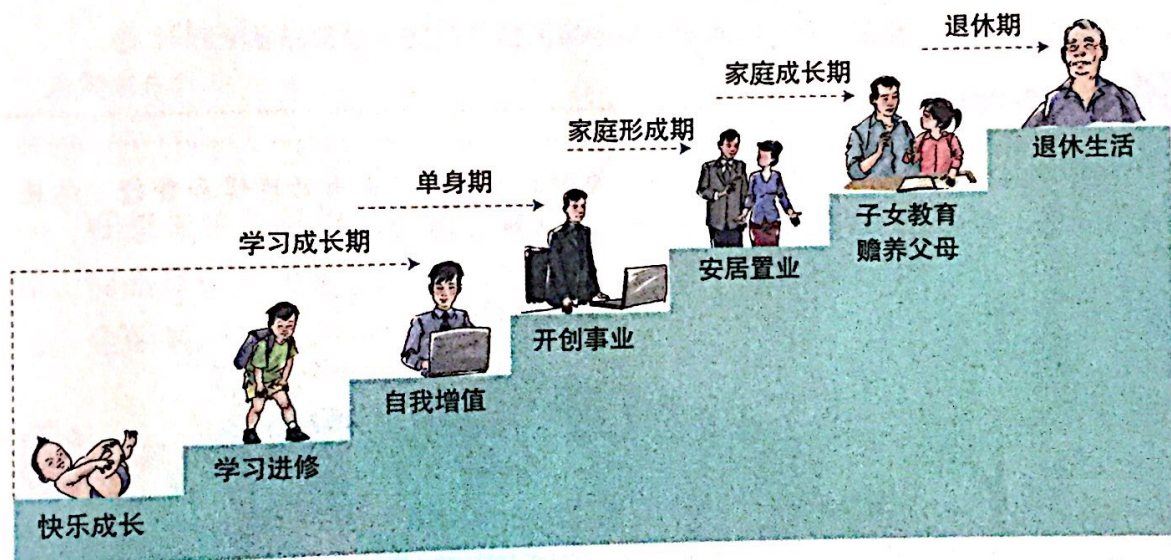 退休期
家庭成长期
家庭形成期
单身期
学习成长期
退休生活
子女教育
赡养父母
安居置业
开创事业
自我增值
学习进修
快乐成长